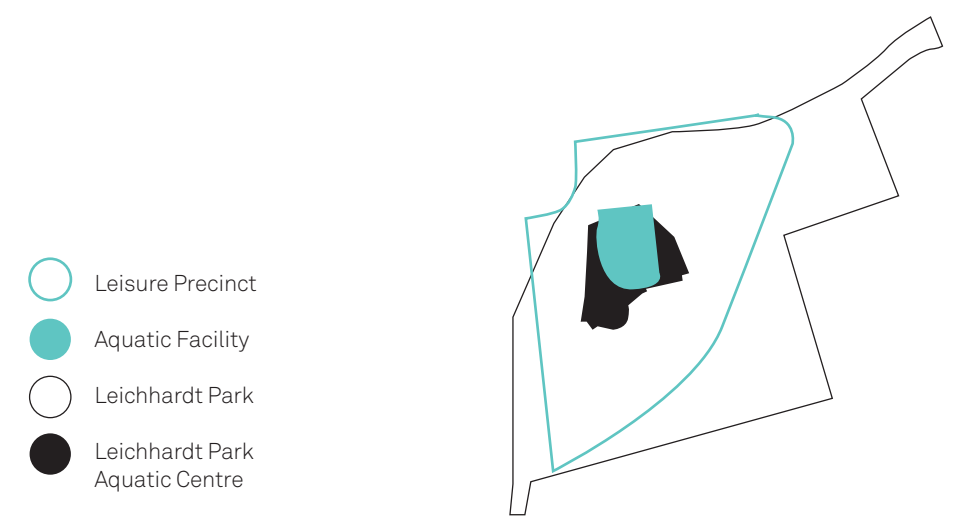 Leisure Precinct
Aquatic Facility
Leichhardt Park
Leichhardt Park
Aquatic Centre